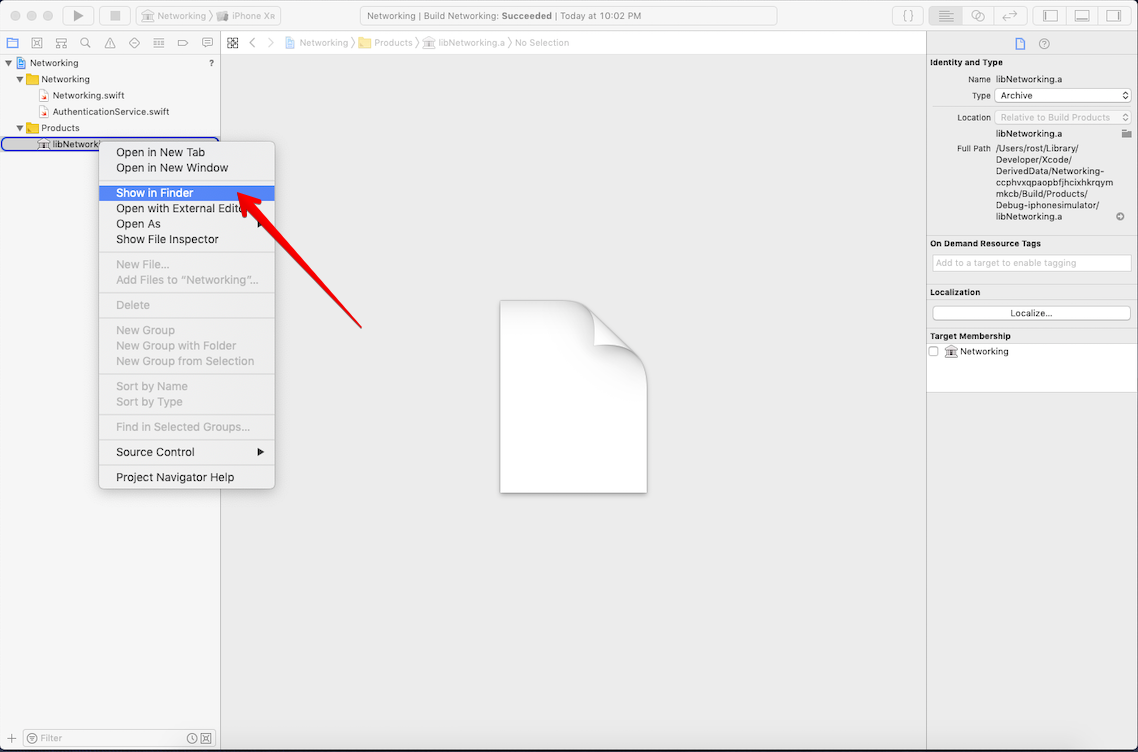 Networking 〉 iPhone XR
Networking | Build Networking: Succeeded | Today at 10:02 PM
{ }
Networking 〉 Products 〉 libNetworking.a 〉 No Selection
Networking ?
Networking
Networking.swift
AuthenticationService.swift
Products
Open in New Tab
Open in New Window
Show in Finder
Open with External Edito
Open As
Show File Inspector
New File...
Add Files to “Networking”...
Delete
New Group
New Group with Folder
New Group from Selection
Sort by Name
Sort by Type
Find in Selected Groups...
Source Control
Project Navigator Help
Filter
Identity and Type
Name libNetworking.a
Type Archive
Location Relative to Build Products
libNetworking.a
Full Path /Users/rost/Library/
Developer/Xcode/
DerivedData/Networking-
ccphvxqpaopbfjhcixhkrqym
mkcb/Build/Products/
Debug-iphonesimulator/
libNetworking.a
On Demand Resource Tags
Add to a target to enable tagging
Localization
Localize...
Target Membership
Networking